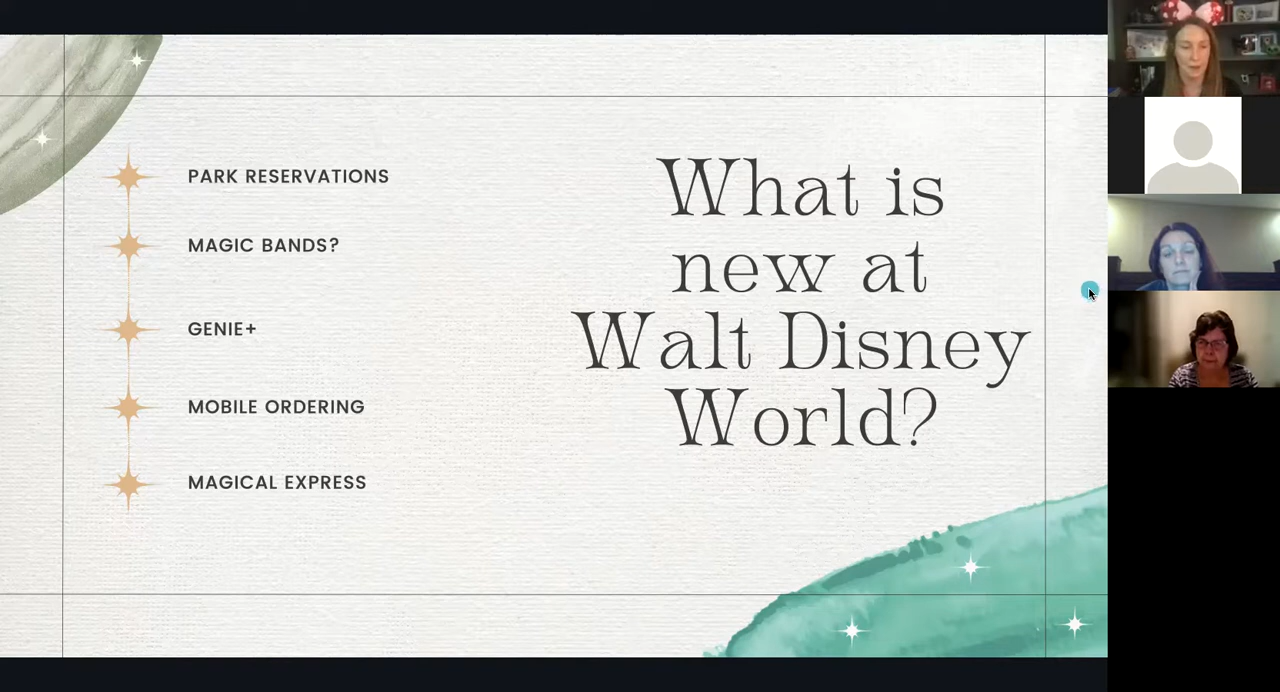 PARK RESERVATIONS
MAGIC BANDS?
GENIE+
MOBILE ORDERING
MAGICAL EXPRESS
What is
new at
Walt Disney
World?